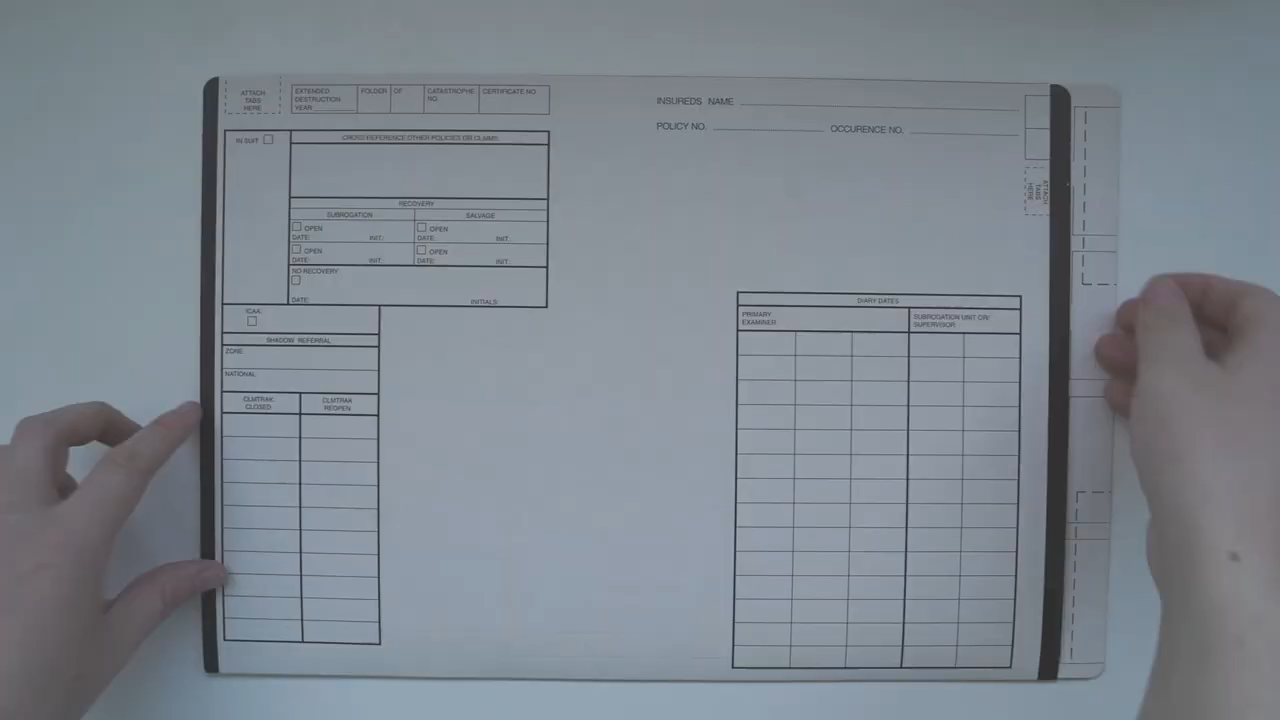 ATTACH
TABS
HERE
EXTENDED
DESTRUCTION
YEAR
FOLDER
OF
CATASTROPHE
NO.
CERTIFICATE NO.
INSUREDS NAME
POLICY NO.
OCCURENCE NO.
IN SUIT
CROSS REFERENCE OTHER POLICIES OR CLAIMS
RECOVERY
SUBROGATION
SALVAGE
OPEN
DATE: INIT.:
OPEN
DATE: INIT.:
OPEN
DATE: INIT.:
OPEN
DATE: INIT.:
NO RECOVERY
DATE: INITIALS:
ATTACH
TABS
HERE
ICAA
SHADOW REFERRAL
ZONE
NATIONAL
CLMTRAK
CLOSED
CLMTRAK
REOPEN
DIARY DATES
PRIMARY
EXAMINER
SUBROGATION UNIT OR/
SUPERVISOR